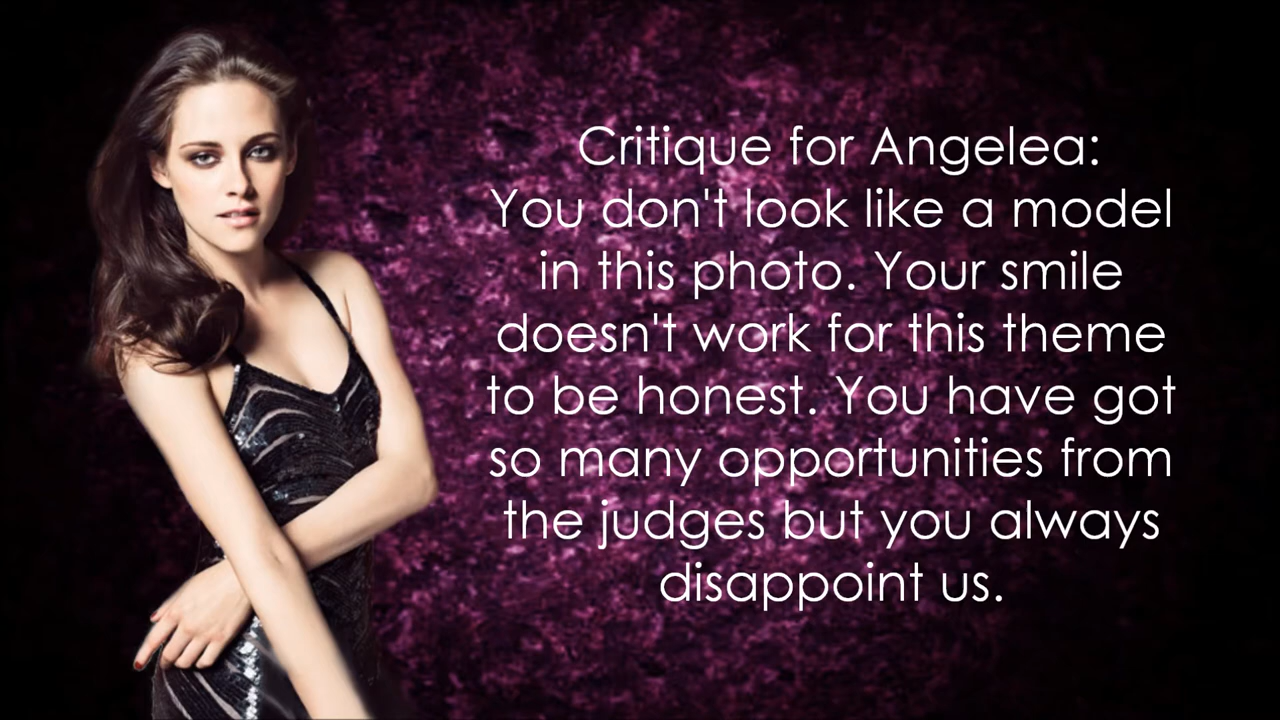 Critique for Angelea:
You don't look like a model
in this photo. Your smile
doesn't work for this theme
to be honest. You have got
so many opportunities from
the judges but you always
disappoint us.